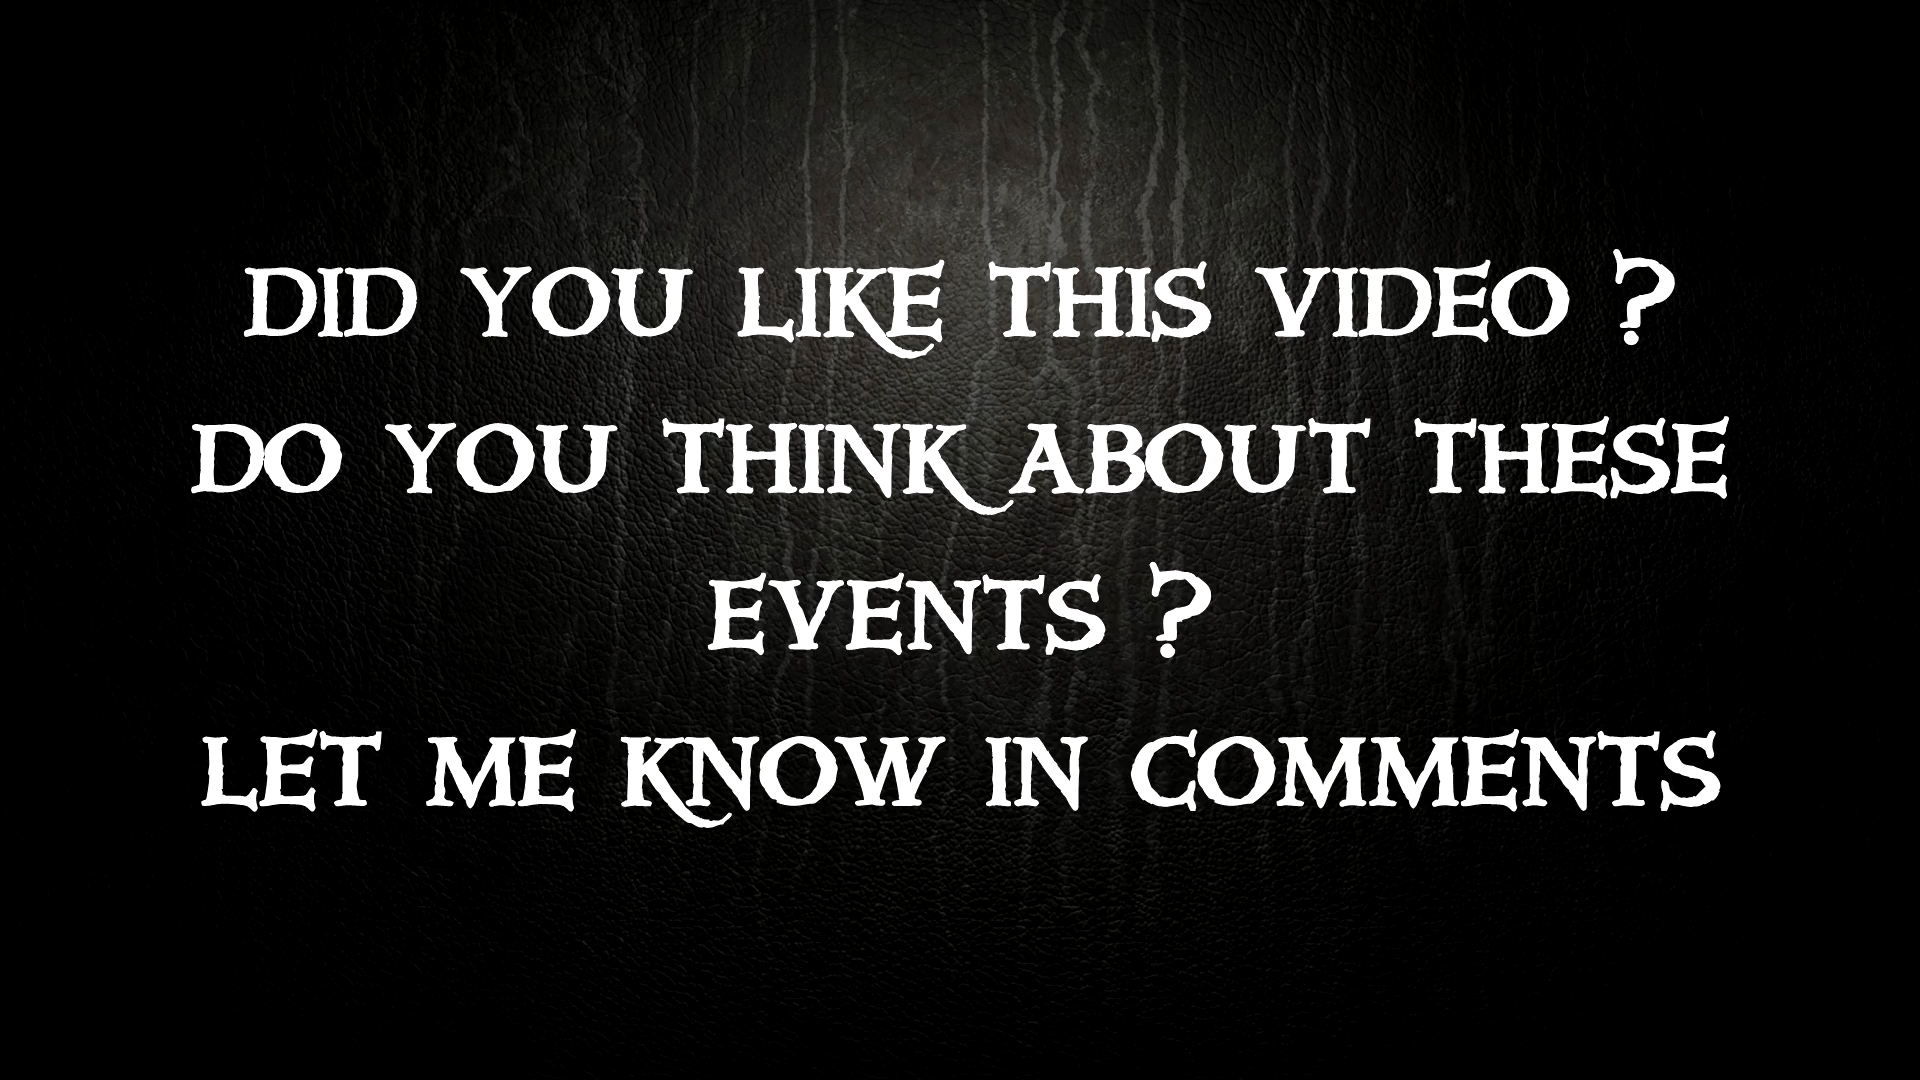 DID YOU LIKE THIS VIDEO ?
DO YOU THINK ABOUT THESE
EVENTS ?
LET ME KNOW IN COMMENTS